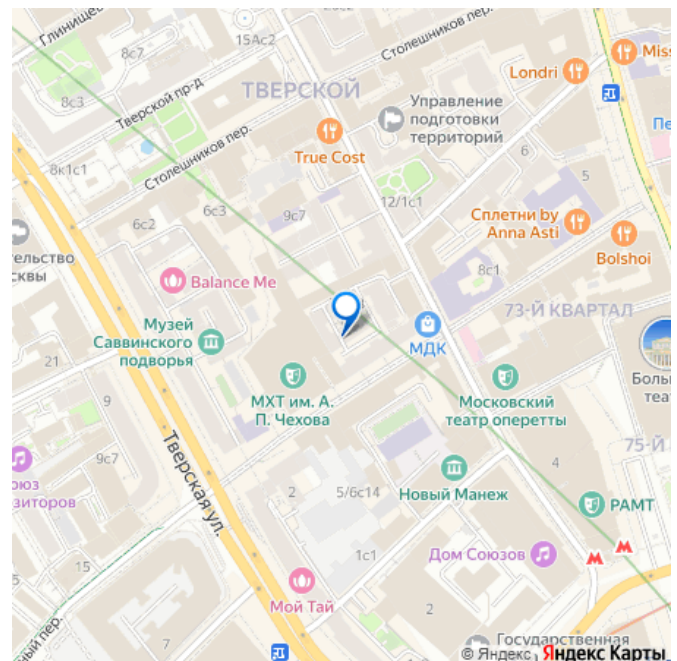 Глинищев
15Ас2
8с7
Столешников пер.
Londri
Miss
8с3
ТВЕРСКОЙ
Тверской пр-д
Управление
подготовки
территорий
Пе
True Cost
8к1с1
Столешников пер.
6
5
12/1с1
6с2
6с3
9с7
Сплетни by
Anna Asti
Bolshoi
тельство
сквы
Balance Me
8с1
73-Й КВАРТАЛ
Музей
Саввинского
подворья
МДК
21
Боль
теа
МХТ им. А.
П. Чехова
Московский
театр оперетты
9
75-Й
9с7
Тверская ул.
4
юз
зиторов
2
5/6с14
Новый Манеж
РАМТ
1с1
Дом Союзов
Мой Тай
2
ный пер.
7
Государственная
© Яндекс
Яндекс Карты